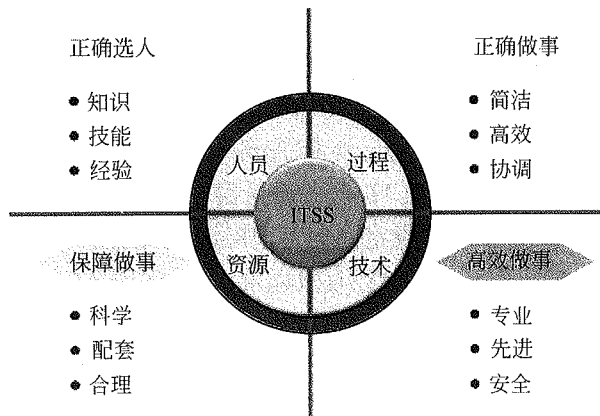 正确选人
正确做事
知识
技能
经验
简洁
高效
协调
人员
过程
ITSS
资源
技术
保障做事
高效做事
科学
配套
合理
专业
先进
安全